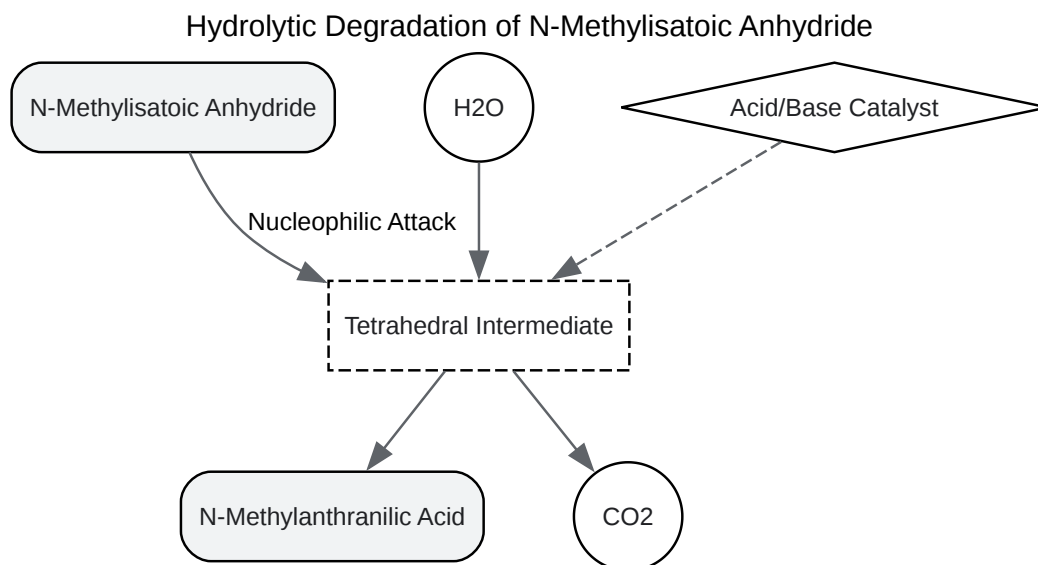 Hydrolytic Degradation of N-Methylisatoic Anhydride
N-Methylisatoic Anhydride
H2O
Acid/Base Catalyst
Nucleophilic Attack
Tetrahedral Intermediate
N-Methylanthranilic Acid
CO2